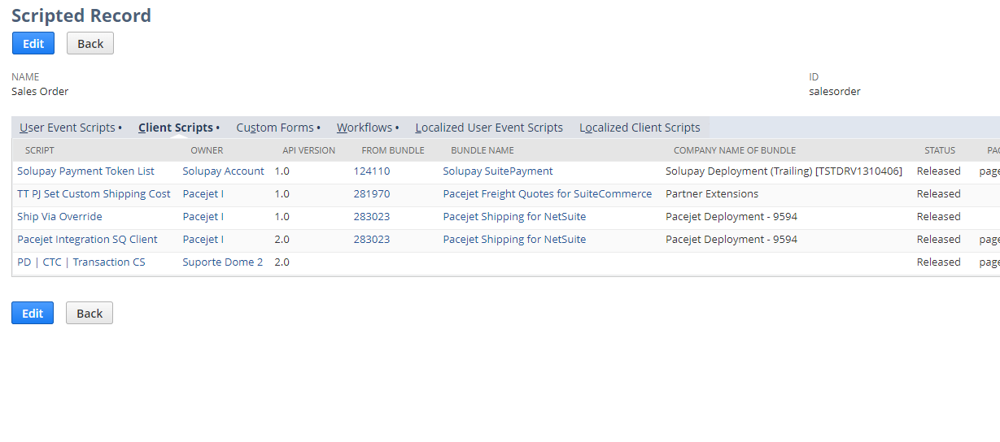 Scripted Record
Edit Back
NAME ID
Sales Order salesorder
User Event Scripts • Client Scripts • Custom Forms • Workflows • Localized User Event Scripts Localized Client Scripts
SCRIPT OWNER API VERSION FROM BUNDLE BUNDLE NAME COMPANY NAME OF BUNDLE STATUS PAG
Solupay Payment Token List Solupay Account 1.0 124110 Solupay SuitePayment Solupay Deployment (Trailing) [TSTDRV1310406] Released page
TT PJ Set Custom Shipping Cost Pacejet I 1.0 281970 Pacejet Freight Quotes for SuiteCommerce Partner Extensions Released
Ship Via Override Pacejet I 1.0 283023 Pacejet Shipping for NetSuite Pacejet Deployment - 9594 Released
Pacejet Integration SQ Client Pacejet I 2.0 283023 Pacejet Shipping for NetSuite Pacejet Deployment - 9594 Released page
PD | CTC | Transaction CS Suporte Dome 2 2.0 Released page
Edit Back